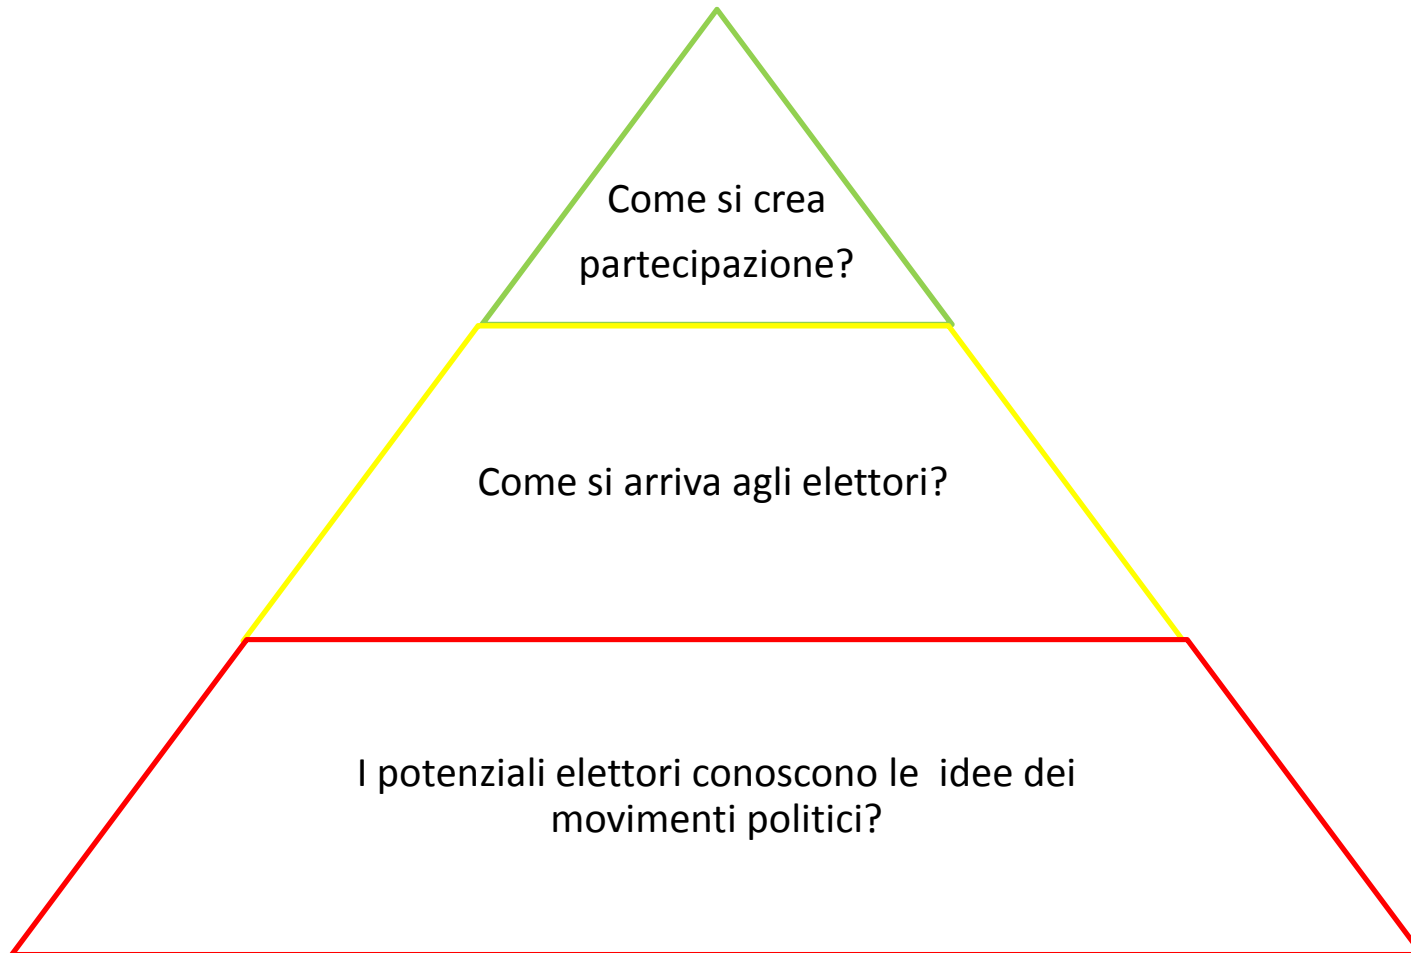 Come si crea
partecipazione?
Come si arriva agli elettori?
I potenziali elettori conoscono le  idee dei
movimenti politici?